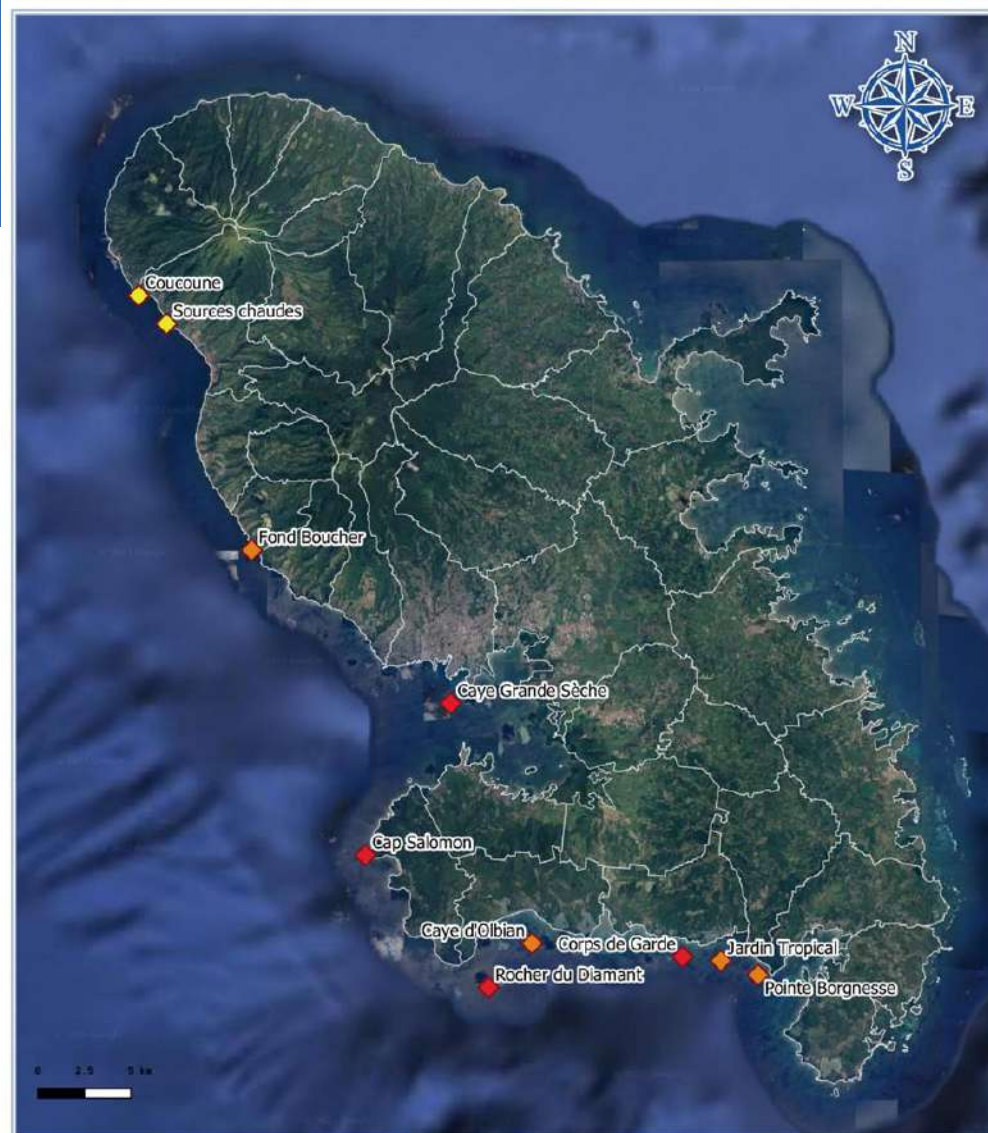 N
W E
S
Coucoune
Sources chaudes
Fond Boucher
Caye Grande Sèche
Cap Salomon
Caye d'Olbian
Corps de Garde
Jardin Tropical
Rocher du Diamant
Pointe Borgnesse
0 2.5 5 km